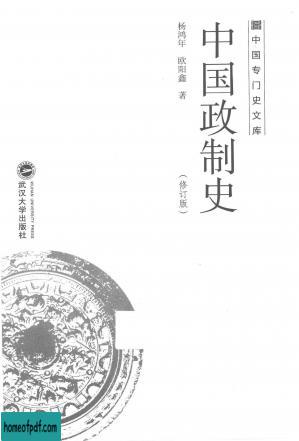 中国专门史文库
中国政制史
(修订版)
杨鸿年 欧阳鑫 著
武汉大学出版社
WUHAN UNIVERSITY PRESS
homeofpdf.com